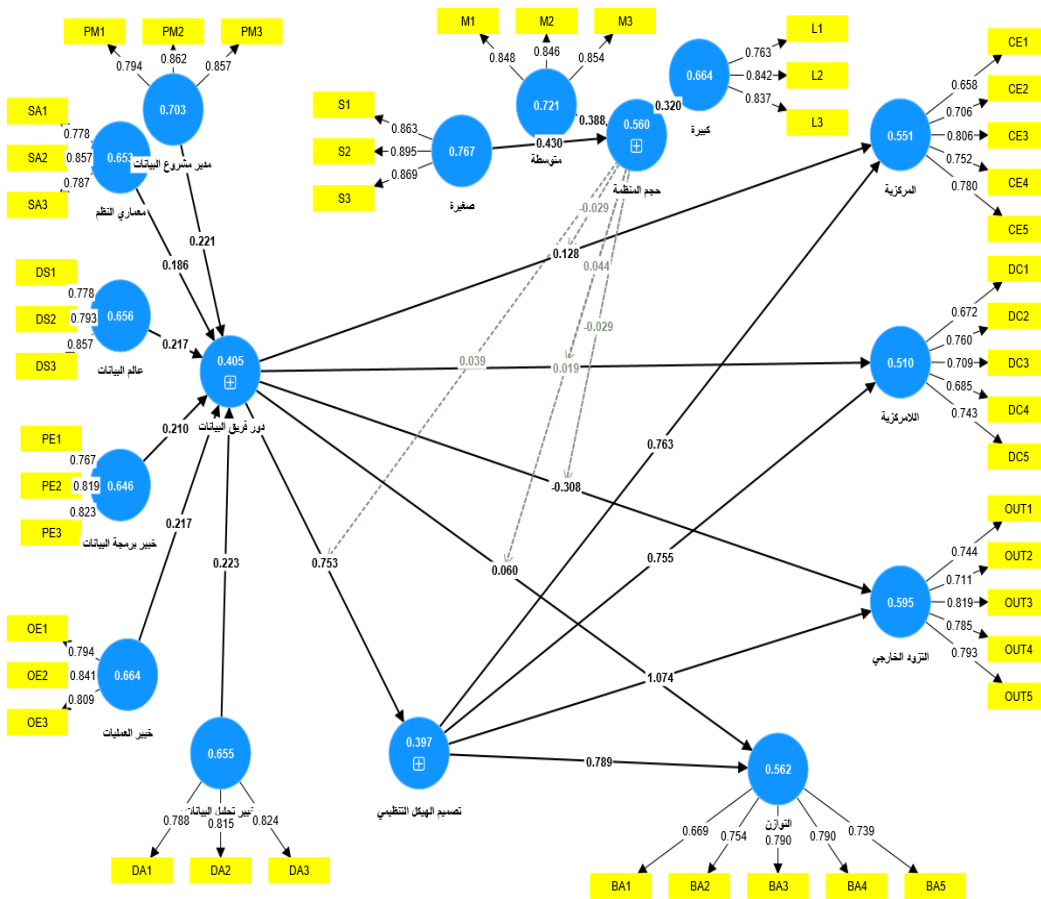 PM1
PM2
PM3
0.794
0.862
0.857
0.703
مدير مشروع البيانات
SA1
SA2
SA3
0.778
0.857
0.787
معماري النظم
0.221
0.186
DS1
DS2
DS3
0.778
0.793
0.857
0.656
عالم البيانات
0.217
0.405
دور فريق البيانات
PE1
PE2
PE3
0.767
0.819
0.823
0.646
خبير برمجة البيانات
0.210
0.217
0.223
OE1
OE2
OE3
0.794
0.841
0.809
0.664
خبير العمليات
0.655
تحليل البيانات
0.788
0.815
0.824
DA1
DA2
DA3
M1
M2
M3
0.848
0.846
0.854
0.721
متوسطة
S1
S2
S3
0.863
0.895
0.869
0.767
صغيرة
0.430
0.388
0.320
0.560
حجم المنظمة
0.664
كبيرة
L1
L2
L3
0.763
0.842
0.837
-0.029
0.044
-0.029
0.039
0.019
0.128
-0.308
0.060
0.753
0.763
0.755
1.074
0.789
0.397
تصميم الهيكل التنظيمي
0.551
المركزية
0.658
0.706
0.806
0.752
0.780
CE1
CE2
CE3
CE4
CE5
0.510
اللامركزية
0.672
0.760
0.709
0.685
0.743
DC1
DC2
DC3
DC4
DC5
0.595
التزود الخارجي
0.744
0.711
0.819
0.785
0.793
OUT1
OUT2
OUT3
OUT4
OUT5
0.562
التوازن
0.669
0.754
0.790
0.790
0.739
BA1
BA2
BA3
BA4
BA5